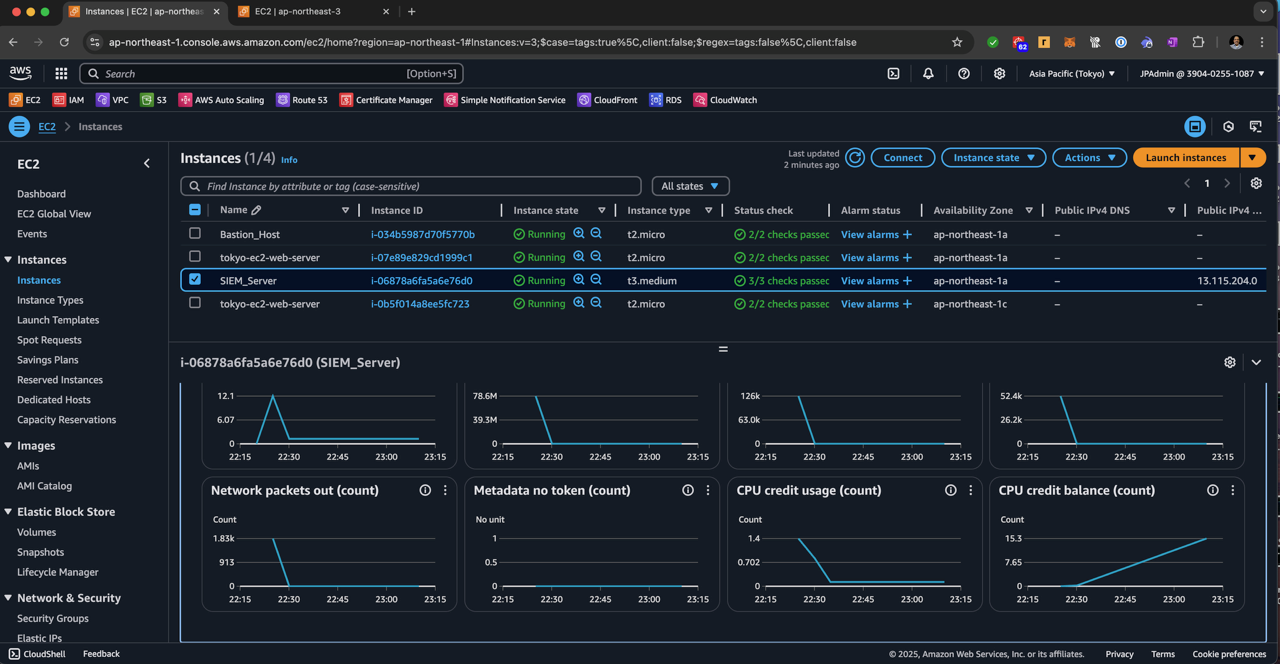 Instances | EC2 | ap-northeas
EC2 | ap-northeast-3
ap-northeast-1.console.aws.amazon.com/ec2/home?region=ap-northeast-1#Instances:v=3;$case=tags:true%5C,client:false;$regex=tags:false%5C,client:false
62
aws
Search
[Option+S]
Asia Pacific (Tokyo)
JPAdmin @ 3904-0255-1087
EC2
IAM
VPC
S3
AWS Auto Scaling
Route 53
Certificate Manager
Simple Notification Service
CloudFront
RDS
CloudWatch
EC2
Instances
EC2
Dashboard
EC2 Global View
Events
Instances
Instances
Instance Types
Launch Templates
Spot Requests
Savings Plans
Reserved Instances
Dedicated Hosts
Capacity Reservations
Images
AMIs
AMI Catalog
Elastic Block Store
Volumes
Snapshots
Lifecycle Manager
Network & Security
Security Groups
Elastic IPs
Instances (1/4) Info
Last updated
2 minutes ago
Connect
Instance state
Actions
Launch instances
Find Instance by attribute or tag (case-sensitive)
All states
1
Name Instance ID Instance state Instance type Status check Alarm status Availability Zone Public IPv4 DNS Public IPv4 ...
Bastion_Host i-034b5987d70f5770b Running t2.micro 2/2 checks passec View alarms + ap-northeast-1a – –
tokyo-ec2-web-server i-07e89e829cd1999c1 Running t2.micro 2/2 checks passec View alarms + ap-northeast-1a – –
SIEM_Server i-06878a6fa5a6e76d0 Running t3.medium 3/3 checks passec View alarms + ap-northeast-1a – 13.115.204.0
tokyo-ec2-web-server i-0b5f014a8ee5fc723 Running t2.micro 2/2 checks passec View alarms + ap-northeast-1c – –
i-06878a6fa5a6e76d0 (SIEM_Server)
12.1
6.07
0
22:15 22:30 22:45 23:00 23:15
78.6M
39.3M
0
22:15 22:30 22:45 23:00 23:15
126k
63.0k
0
22:15 22:30 22:45 23:00 23:15
52.4k
26.2k
0
22:15 22:30 22:45 23:00 23:15
Network packets out (count)
Count
1.83k
913
0
22:15 22:30 22:45 23:00 23:15
Metadata no token (count)
No unit
1
0.5
0
22:15 22:30 22:45 23:00 23:15
CPU credit usage (count)
Count
1.4
0.702
0
22:15 22:30 22:45 23:00 23:15
CPU credit balance (count)
Count
15.3
7.65
0
22:15 22:30 22:45 23:00 23:15
CloudShell
Feedback
© 2025, Amazon Web Services, Inc. or its affiliates.
Privacy
Terms
Cookie preferences